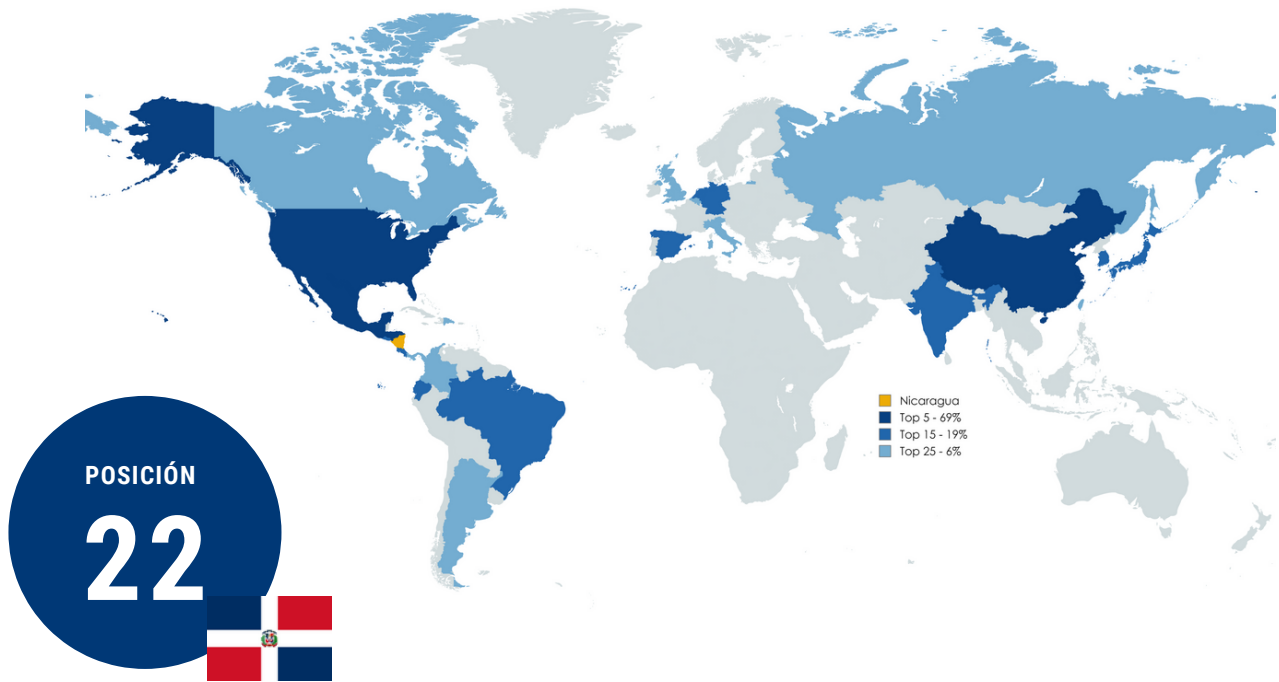 Nicaragua
Top 5 - 69%
Top 15 - 19%
Top 25 - 6%
POSICIÓN
22